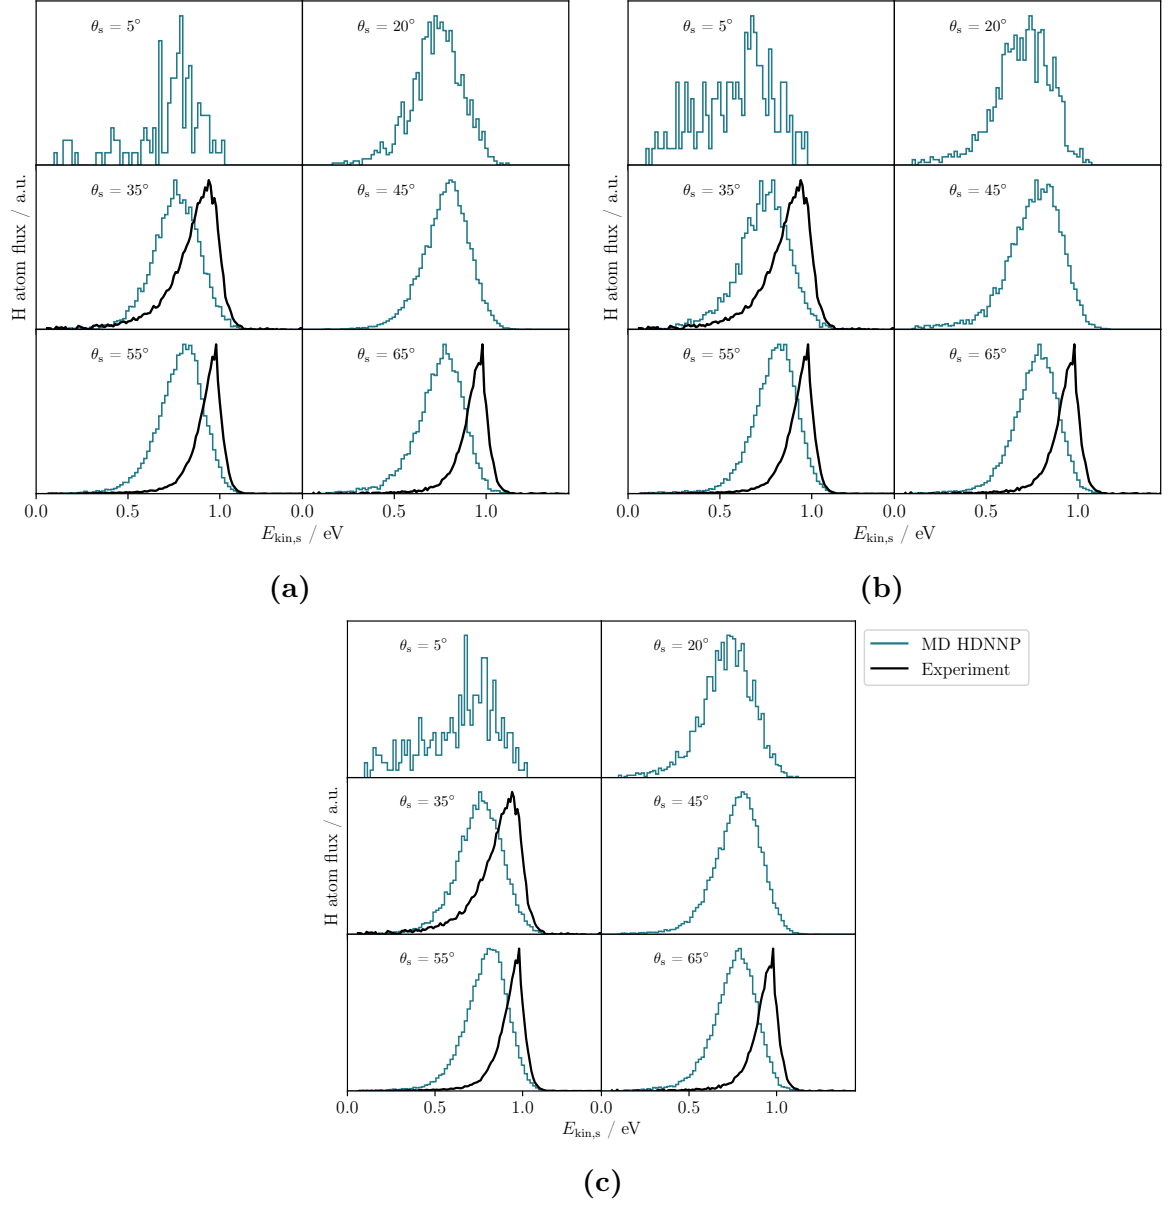 θs = 5°
θs = 20°
θs = 35°
θs = 45°
θs = 55°
θs = 65°
H atom flux / a.u.
0.0
0.5
1.0
0.5
1.0
Ekin,s / eV
(a)
θs = 5°
θs = 20°
θs = 35°
θs = 45°
θs = 55°
θs = 65°
H atom flux / a.u.
0.0
0.5
1.0
0.5
1.0
Ekin,s / eV
(b)
θs = 5°
θs = 20°
θs = 35°
θs = 45°
θs = 55°
θs = 65°
H atom flux / a.u.
0.0
0.5
1.0
0.0
0.5
1.0
Ekin,s / eV
(c)
MD HDNNP
Experiment